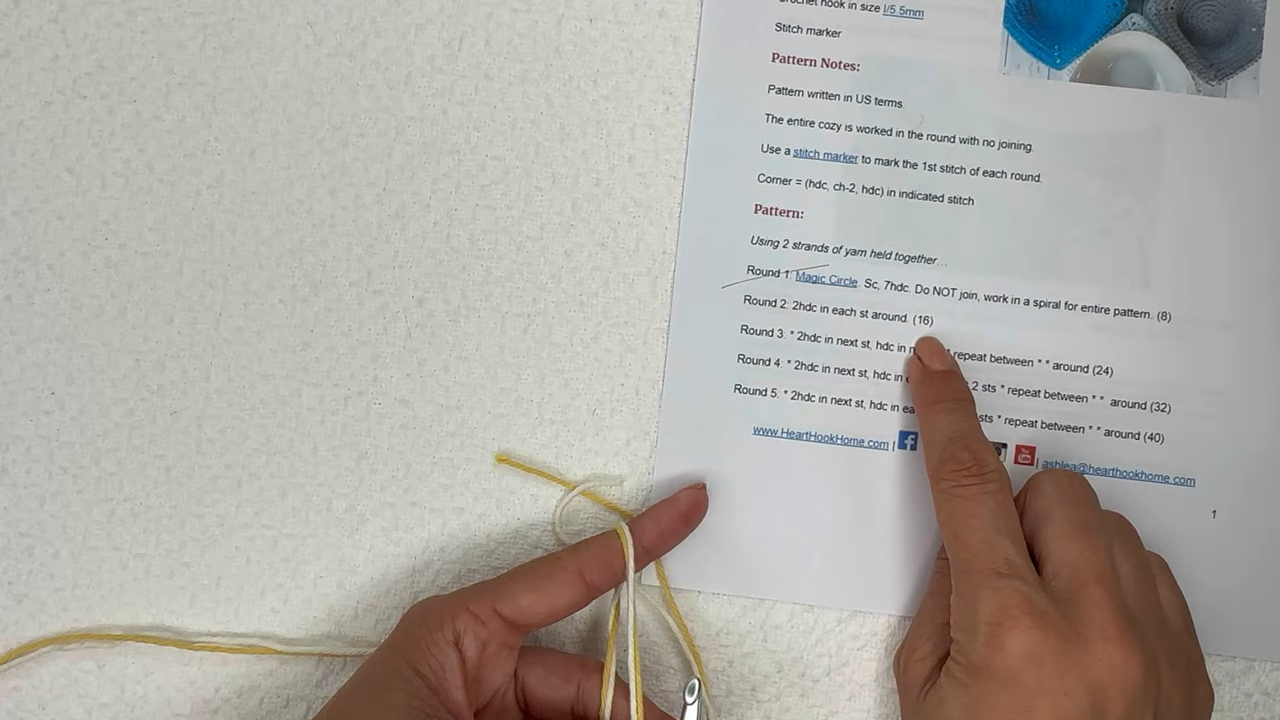 Crochet hook in size I/5.5mm
Stitch marker
Pattern Notes:
Pattern written in US terms.
The entire cozy is worked in the round with no joining.
Use a stitch marker to mark the 1st stitch of each round.
Corner = (hdc, ch-2, hdc) in indicated stitch
Pattern:
Using 2 strands of yarn held together…
Round 1: Magic Circle. Sc, 7hdc. Do NOT join, work in a spiral for entire pattern. (8)
Round 2: 2hdc in each st around. (16)
Round 3: * 2hdc in next st, hdc in repeat between * * around (24)
Round 4: * 2hdc in next st, hdc in 2 sts * repeat between * * around (32)
Round 5: * 2hdc in next st, hdc in sts * repeat between * * around (40)
www.HeartHookHome.com | | ashlea@hearthookhome.com
1